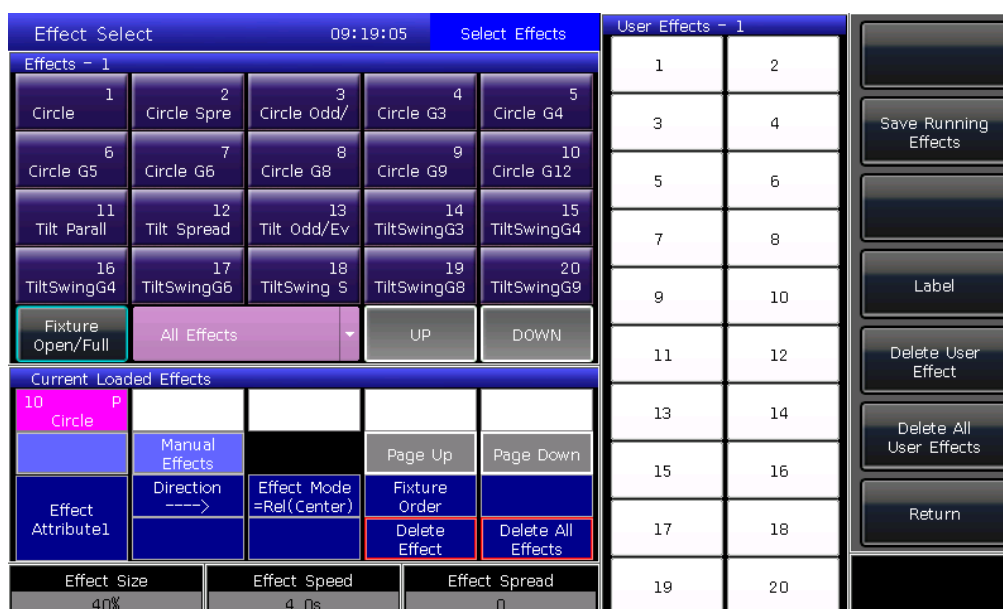 Effect Select 09:19:05 Select Effects
Effects - 1
1 2 3 4 5
Circle Circle Spre Circle Odd/ Circle G3 Circle G4
6 7 8 9 10
Circle G5 Circle G6 Circle G8 Circle G9 Circle G12
11 12 13 14 15
Tilt Parall Tilt Spread Tilt Odd/Ev TiltSwingG3 TiltSwingG4
16 17 18 19 20
TiltSwingG4 TiltSwingG6 TiltSwing S TiltSwingG8 TiltSwingG9
Fixture
Open/Full
All Effects
UP
DOWN
Current Loaded Effects
10 P
Circle
Manual
Effects
Page Up
Page Down
Effect
Attribute1
Direction
---->
Effect Mode
=Rel(Center)
Fixture
Order
Delete
Effect
Delete All
Effects
Effect Size
40%
Effect Speed
4.0s
Effect Spread
0
User Effects - 1
1 2
3 4
5 6
7 8
9 10
11 12
13 14
15 16
17 18
19 20
Save Running
Effects
Label
Delete User
Effect
Delete All
User Effects
Return